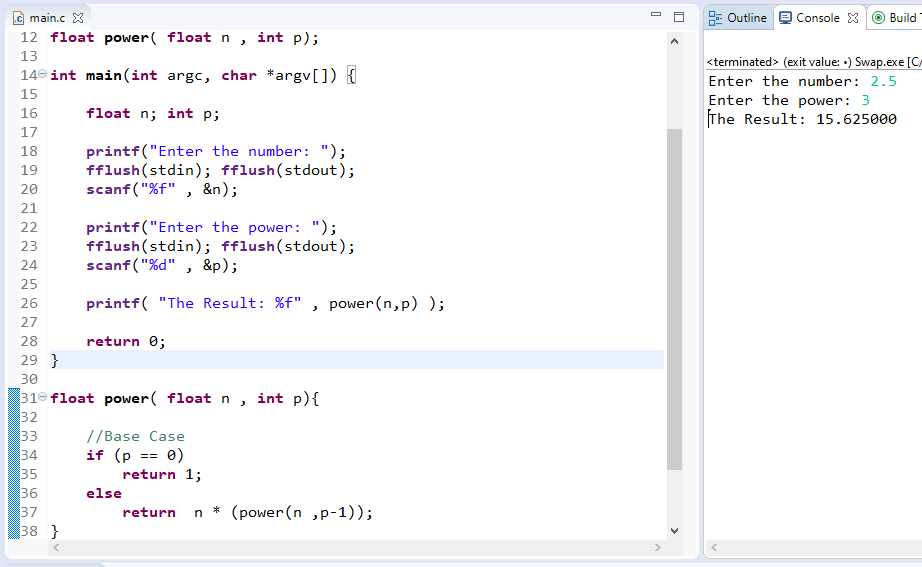 main.c
Outline
Console
Build
12 float power( float n , int p);
13
14 int main(int argc, char *argv[]) {
15
16 float n; int p;
17
18 printf("Enter the number: ");
19 fflush(stdin); fflush(stdout);
20 scanf("%f" , &n);
21
22 printf("Enter the power: ");
23 fflush(stdin); fflush(stdout);
24 scanf("%d" , &p);
25
26 printf( "The Result: %f" , power(n,p) );
27
28 return 0;
29 }
30
31 float power( float n , int p){
32
33 //Base Case
34 if (p == 0)
35 return 1;
36 else
37 return  n * (power(n ,p-1));
38 }
<terminated> (exit value: •) Swap.exe [C/
Enter the number: 2.5
Enter the power: 3
The Result: 15.625000